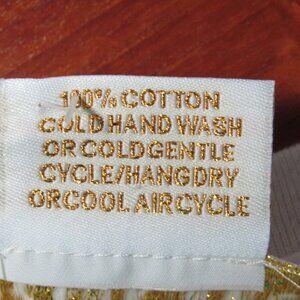 100% COTTON
COLD HAND WASH
OR COLD GENTLE
CYCLE/HANG DRY
OR COOL AIR CYCLE